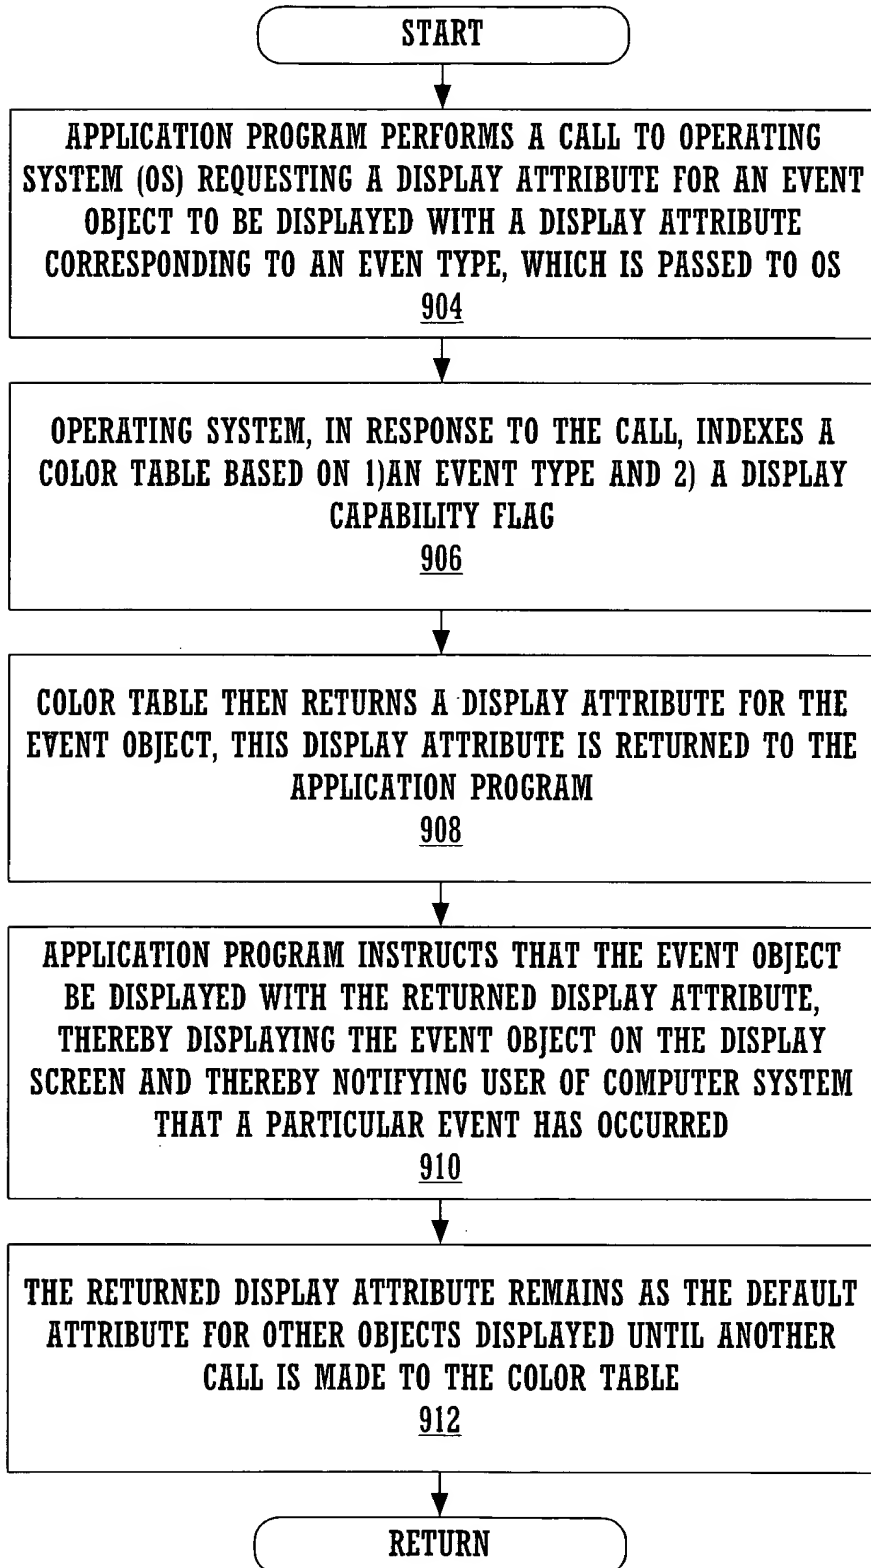 START
APPLICATION PROGRAM PERFORMS A CALL TO OPERATING
SYSTEM (OS) REQUESTING A DISPLAY ATTRIBUTE FOR AN EVENT
OBJECT TO BE DISPLAYED WITH A DISPLAY ATTRIBUTE
CORRESPONDING TO AN EVEN TYPE, WHICH IS PASSED TO OS
904
OPERATING SYSTEM, IN RESPONSE TO THE CALL, INDEXES A
COLOR TABLE BASED ON 1)AN EVENT TYPE AND 2) A DISPLAY
CAPABILITY FLAG
906
COLOR TABLE THEN RETURNS A DISPLAY ATTRIBUTE FOR THE
EVENT OBJECT, THIS DISPLAY ATTRIBUTE IS RETURNED TO THE
APPLICATION PROGRAM
908
APPLICATION PROGRAM INSTRUCTS THAT THE EVENT OBJECT
BE DISPLAYED WITH THE RETURNED DISPLAY ATTRIBUTE,
THEREBY DISPLAYING THE EVENT OBJECT ON THE DISPLAY
SCREEN AND THEREBY NOTIFYING USER OF COMPUTER SYSTEM
THAT A PARTICULAR EVENT HAS OCCURRED
910
THE RETURNED DISPLAY ATTRIBUTE REMAINS AS THE DEFAULT
ATTRIBUTE FOR OTHER OBJECTS DISPLAYED UNTIL ANOTHER
CALL IS MADE TO THE COLOR TABLE
912
RETURN